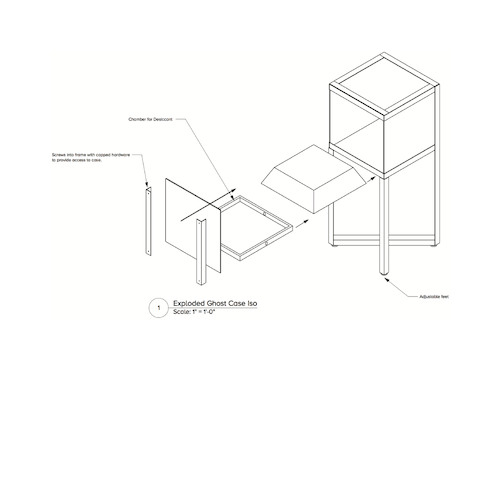 Chamber for Desiccant
Screws into frame with capped hardware
to provide access to case.
Adjustable feet
1
Exploded Ghost Case Iso
Scale: 1" = 1'-0"